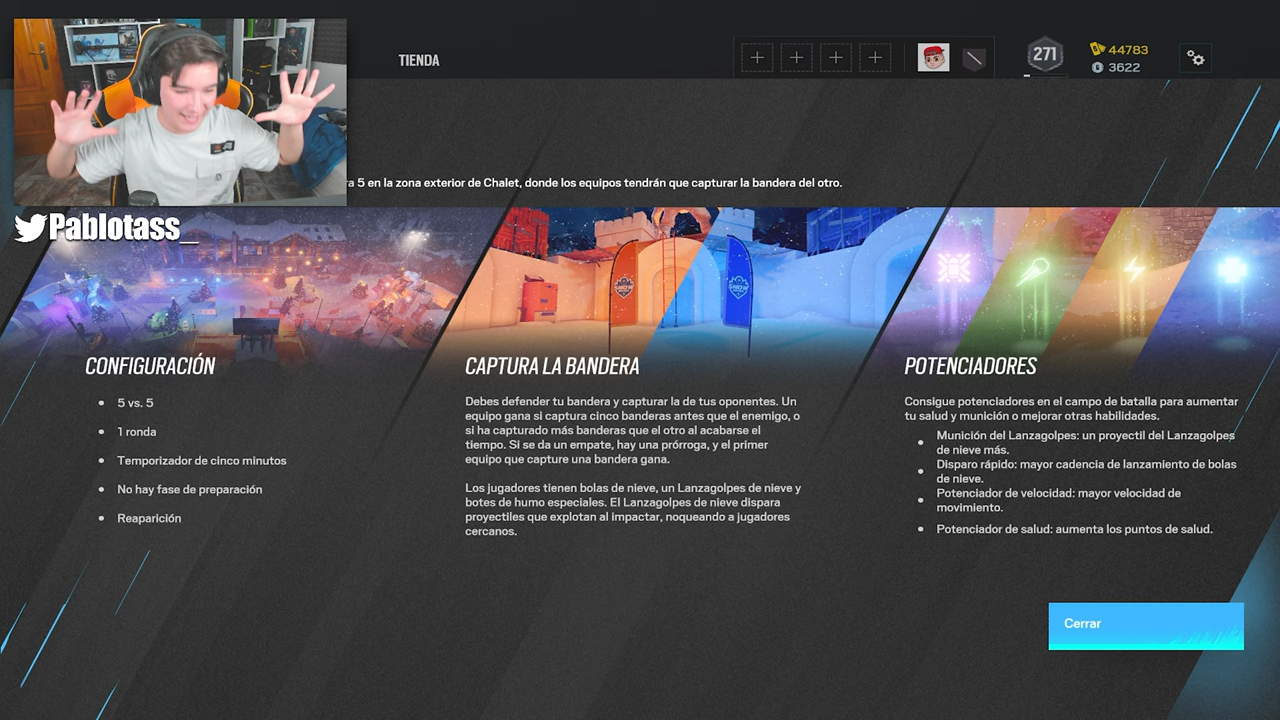 TIENDA
271
44783
3622
5 en la zona exterior de Chalet, donde los equipos tendrán que capturar la bandera del otro.
Pablotass_
CONFIGURACIÓN
5 vs. 5
1 ronda
Temporizador de cinco minutos
No hay fase de preparación
Reaparición
CAPTURA LA BANDERA
Debes defender tu bandera y capturar la de tus oponentes. Un
equipo gana si captura cinco banderas antes que el enemigo, o
si ha capturado más banderas que el otro al acabarse el
tiempo. Si se da un empate, hay una prórroga, y el primer
equipo que capture una bandera gana.
Los jugadores tienen bolas de nieve, un Lanzagolpes de nieve y
botes de humo especiales. El Lanzagolpes de nieve dispara
proyectiles que explotan al impactar, noqueando a jugadores
cercanos.
POTENCIADORES
Consigue potenciadores en el campo de batalla para aumentar
tu salud y munición o mejorar otras habilidades.
Munición del Lanzagolpes: un proyectil del Lanzagolpes
de nieve más.
Disparo rápido: mayor cadencia de lanzamiento de bolas
de nieve.
Potenciador de velocidad: mayor velocidad de
movimiento.
Potenciador de salud: aumenta los puntos de salud.
Cerrar